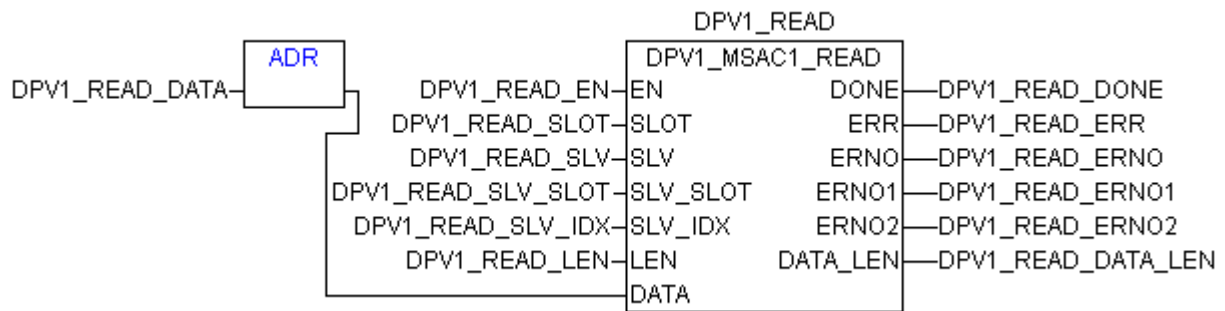 DPV1_READ
ADR DPV1_MSAC1_READ
DPV1_READ_DATA DPV1_READ_EN EN DONE DPV1_READ_DONE
DPV1_READ_SLOT SLOT ERR DPV1_READ_ERR
DPV1_READ_SLV SLV ERNO DPV1_READ_ERNO
DPV1_READ_SLV_SLOT SLV_SLOT ERNO1 DPV1_READ_ERNO1
DPV1_READ_SLV_IDX SLV_IDX ERNO2 DPV1_READ_ERNO2
DPV1_READ_LEN LEN DATA_LEN DPV1_READ_DATA_LEN
DATA